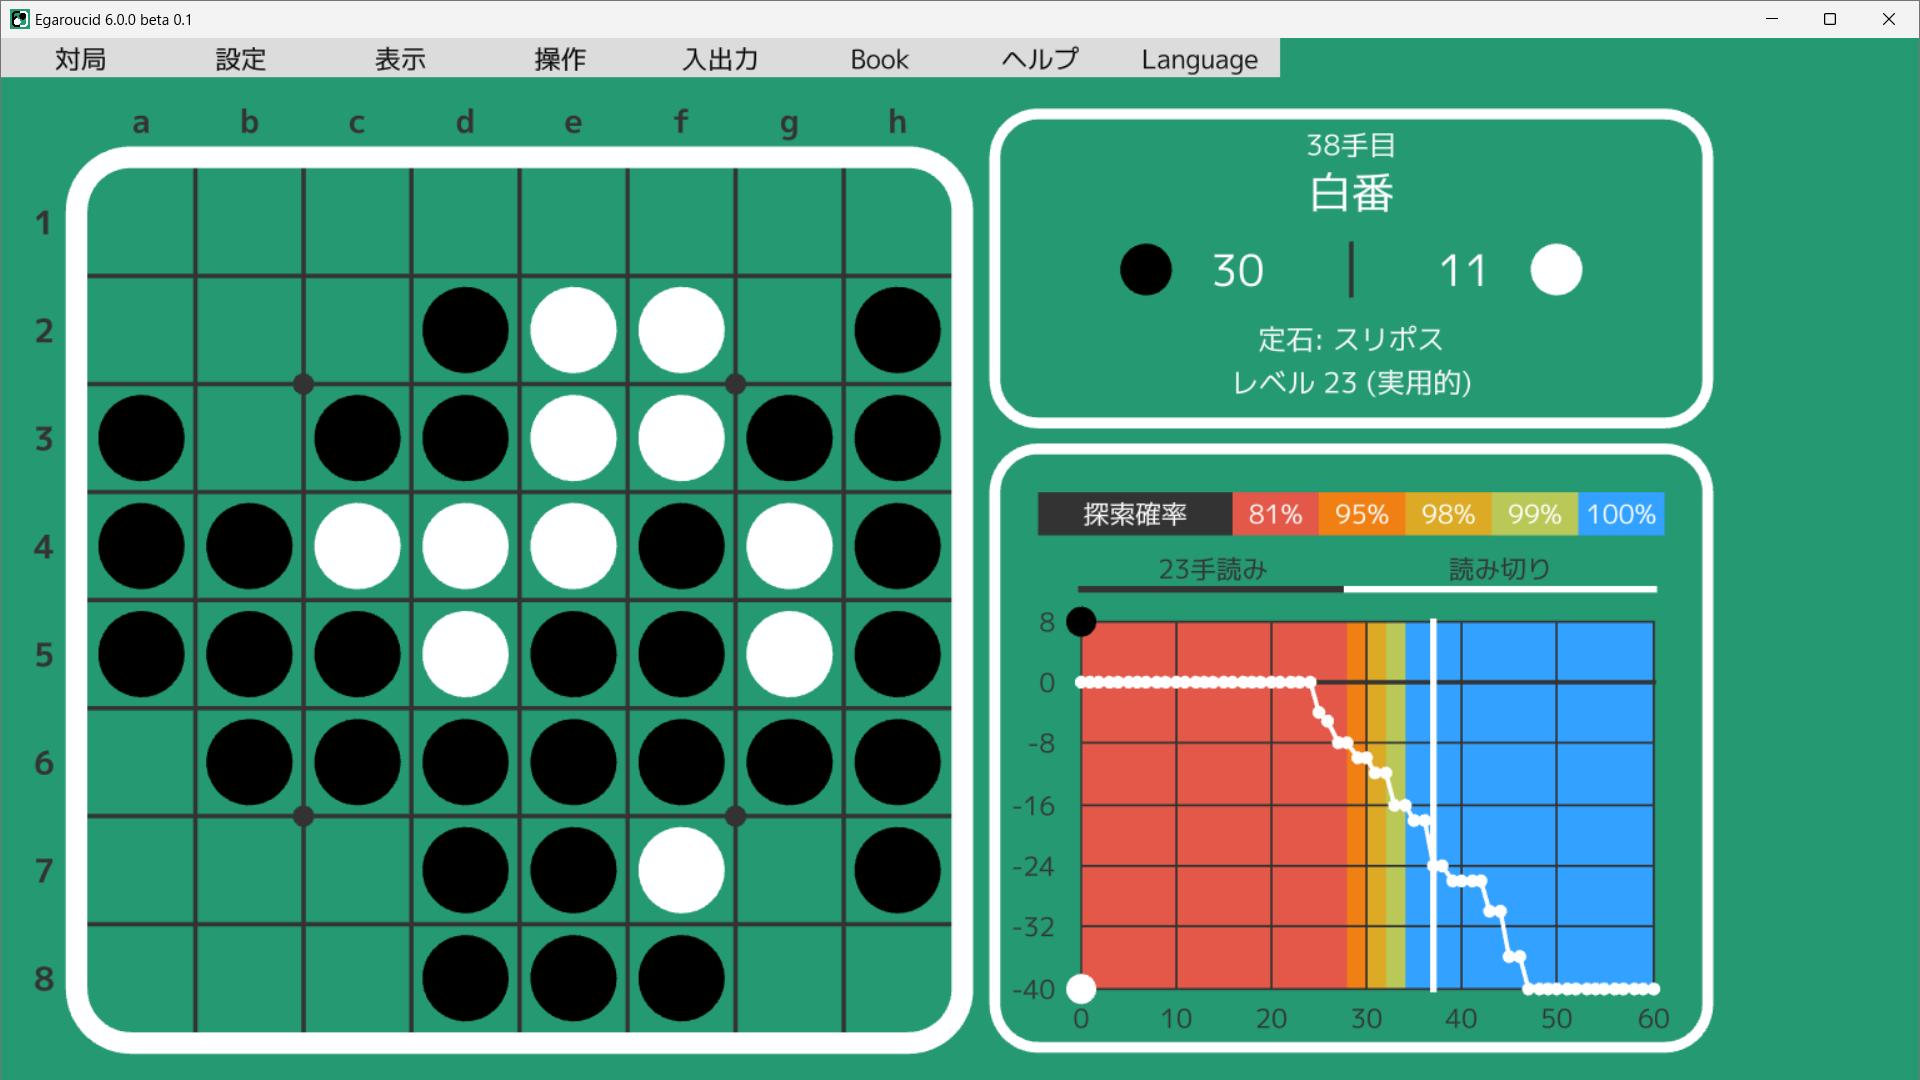 Egaroucid 6.0.0 beta 0.1
対局 設定 表示 操作 入出力 Book ヘルプ Language
a b c d e f g h
1
2
3
4
5
6
7
8
38手目
白番
30 11
定石: スリポス
レベル 23 (実用的)
探索確率 81% 95% 98% 99% 100%
23手読み 読み切り
8
0
-8
-16
-24
-32
-40
0 10 20 30 40 50 60